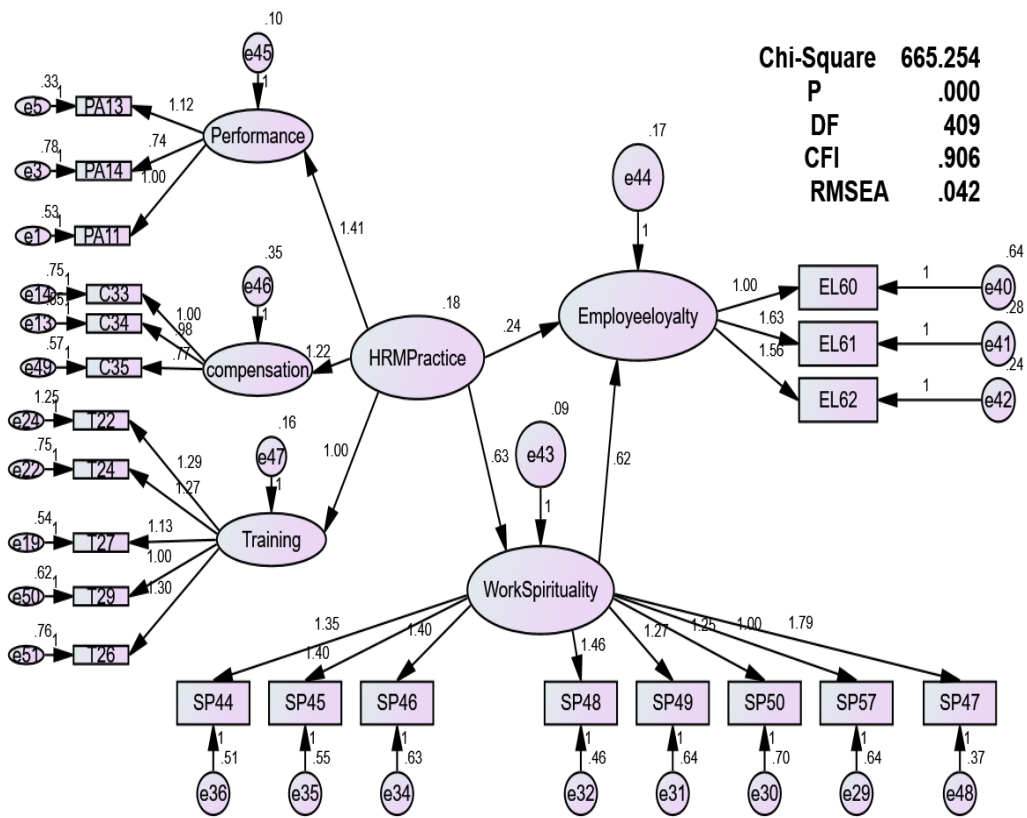 .10
e45
1
Chi-Square 665.254
P .000
DF 409
CFI .906
RMSEA .042
.33
e5
1
PA13
1.12
Performance
.78
e3
1
PA14
.74
.53
e1
1
PA11
1.00
1.41
.17
e44
1
.35
e46
1
.75
e14
1
C33
1.00
e13
1
C34
.98
.57
e49
1
C35
.77
compensation
1.22
.18
HRMPractice
.24
Employeeloyalty
1.00
EL60
1
.64
e40
1.63
EL61
1
.28
e41
1.56
EL62
1
.24
e42
1.25
e24
1
T22
1.29
.75
e22
1
T24
1.27
.54
e19
1
T27
1.13
.62
e50
1
T29
1.00
.76
e51
1
T26
1.30
.16
e47
1
Training
1.00
.63
.09
e43
1
.62
WorkSpirituality
1.35
1.40
1.40
1.46
1.27
1.25
1.00
1.79
SP44
SP45
SP46
SP48
SP49
SP50
SP57
SP47
1
1
1
1
1
1
1
1
.51
.55
.63
.46
.64
.70
.64
.37
e36
e35
e34
e32
e31
e30
e29
e48